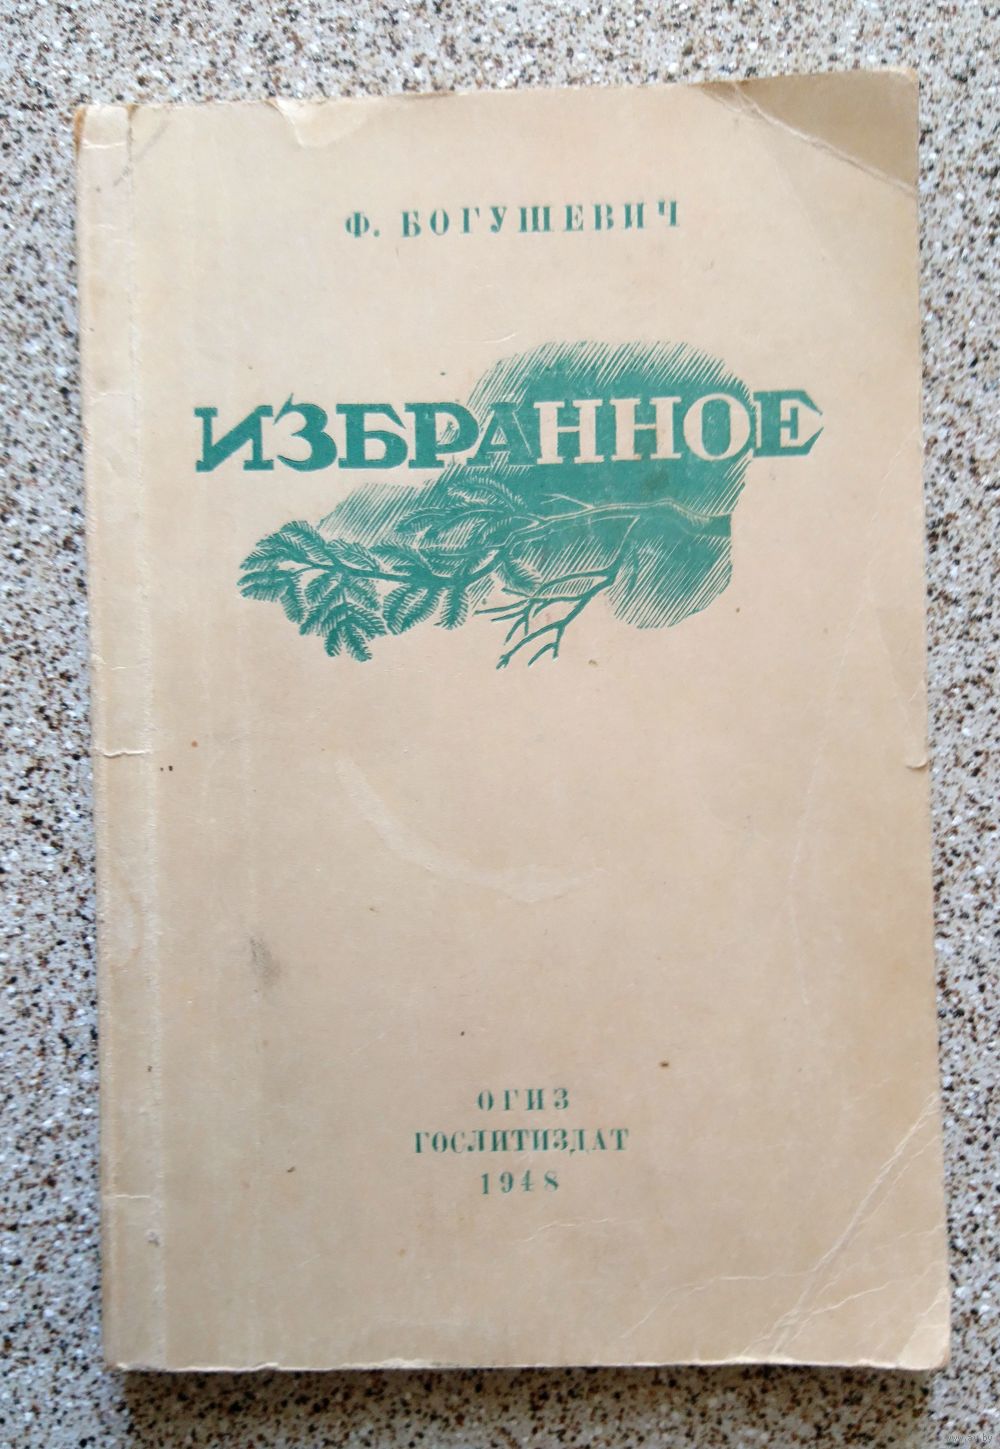 Ф. БОГУШЕВИЧ
ИЗБРАННОЕ
ОГИЗ
ГОСЛИТИЗДАТ
1948